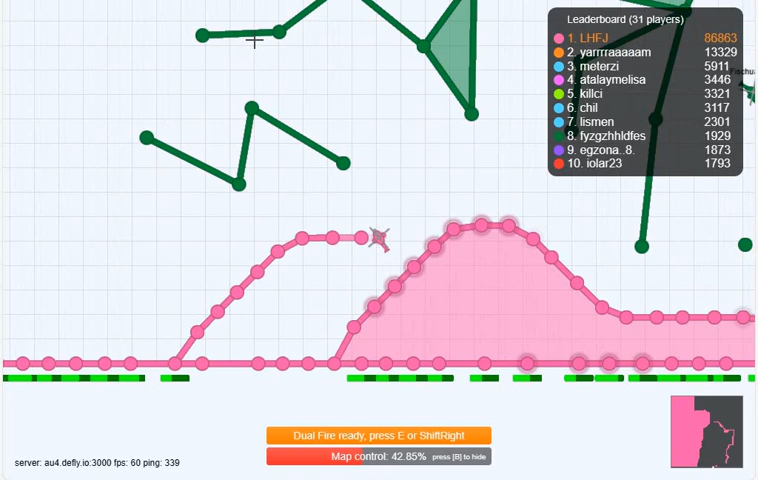 Leaderboard (31 players)
1. LHFJ 86863
2. yarrraaaaam 13329
3. meterzi 5911
4. atalaymelisa 3446
5. killci 3321
6. chil 3117
7. lismen 2301
8. fyzgzhhldfes 1929
9. egzona..8. 1873
10. iolar23 1793
Dual Fire ready, press E or ShiftRight
Map control: 42.85% press [B] to hide
server: au4.defly.io:3000 fps: 60 ping: 339